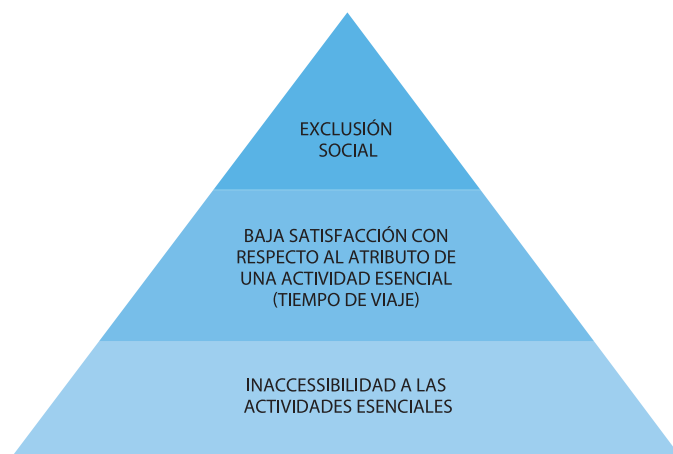 EXCLUSIÓN
SOCIAL
BAJA SATISFACCIÓN CON
RESPECTO AL ATRIBUTO DE
UNA ACTIVIDAD ESENCIAL
(TIEMPO DE VIAJE)
INACCESSIBILIDAD A LAS
ACTIVIDADES ESENCIALES